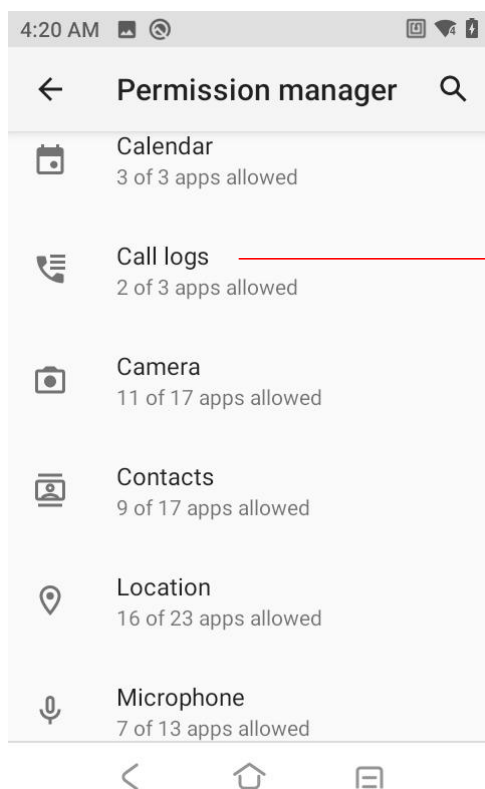 4:20 AM
Permission manager
Calendar
3 of 3 apps allowed
Call logs
2 of 3 apps allowed
Camera
11 of 17 apps allowed
Contacts
9 of 17 apps allowed
Location
16 of 23 apps allowed
Microphone
7 of 13 apps allowed